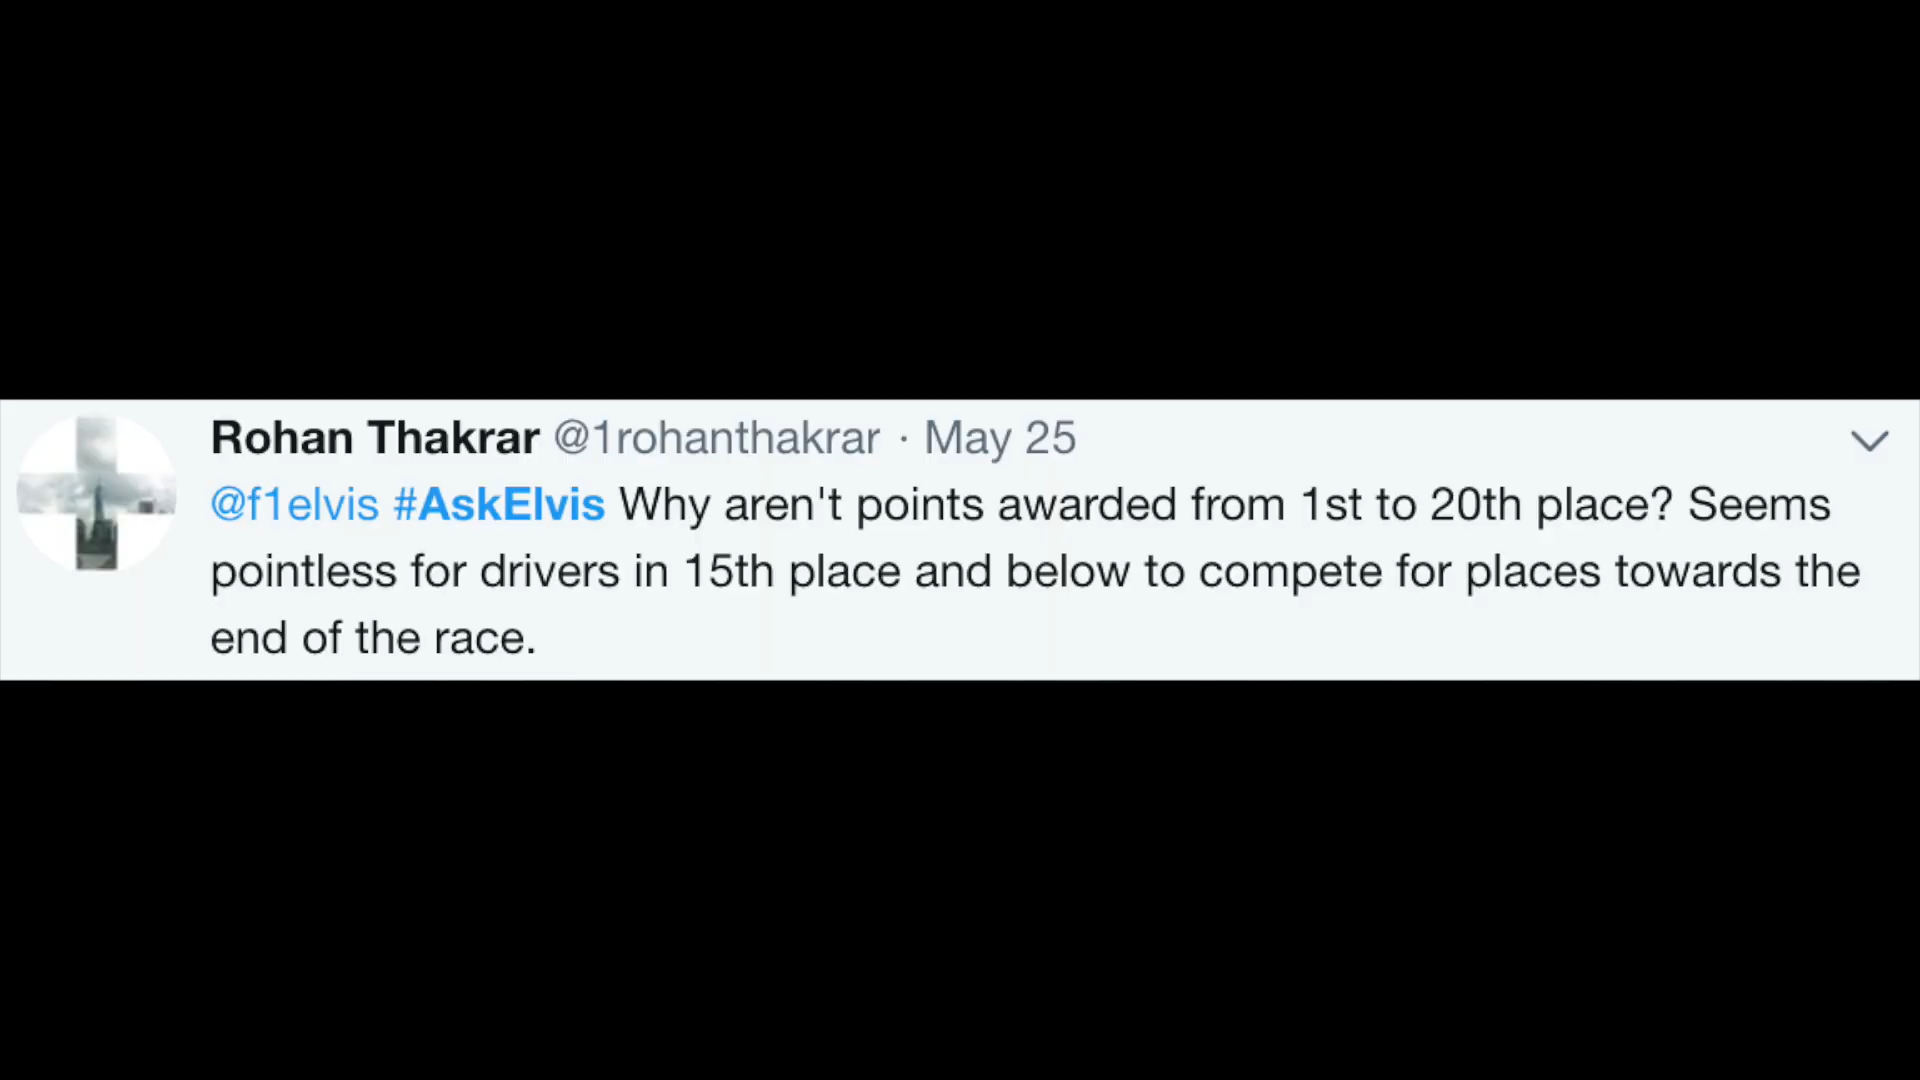 Rohan Thakrar @1rohanthakrar · May 25
@f1elvis #AskElvis Why aren't points awarded from 1st to 20th place? Seems
pointless for drivers in 15th place and below to compete for places towards the
end of the race.